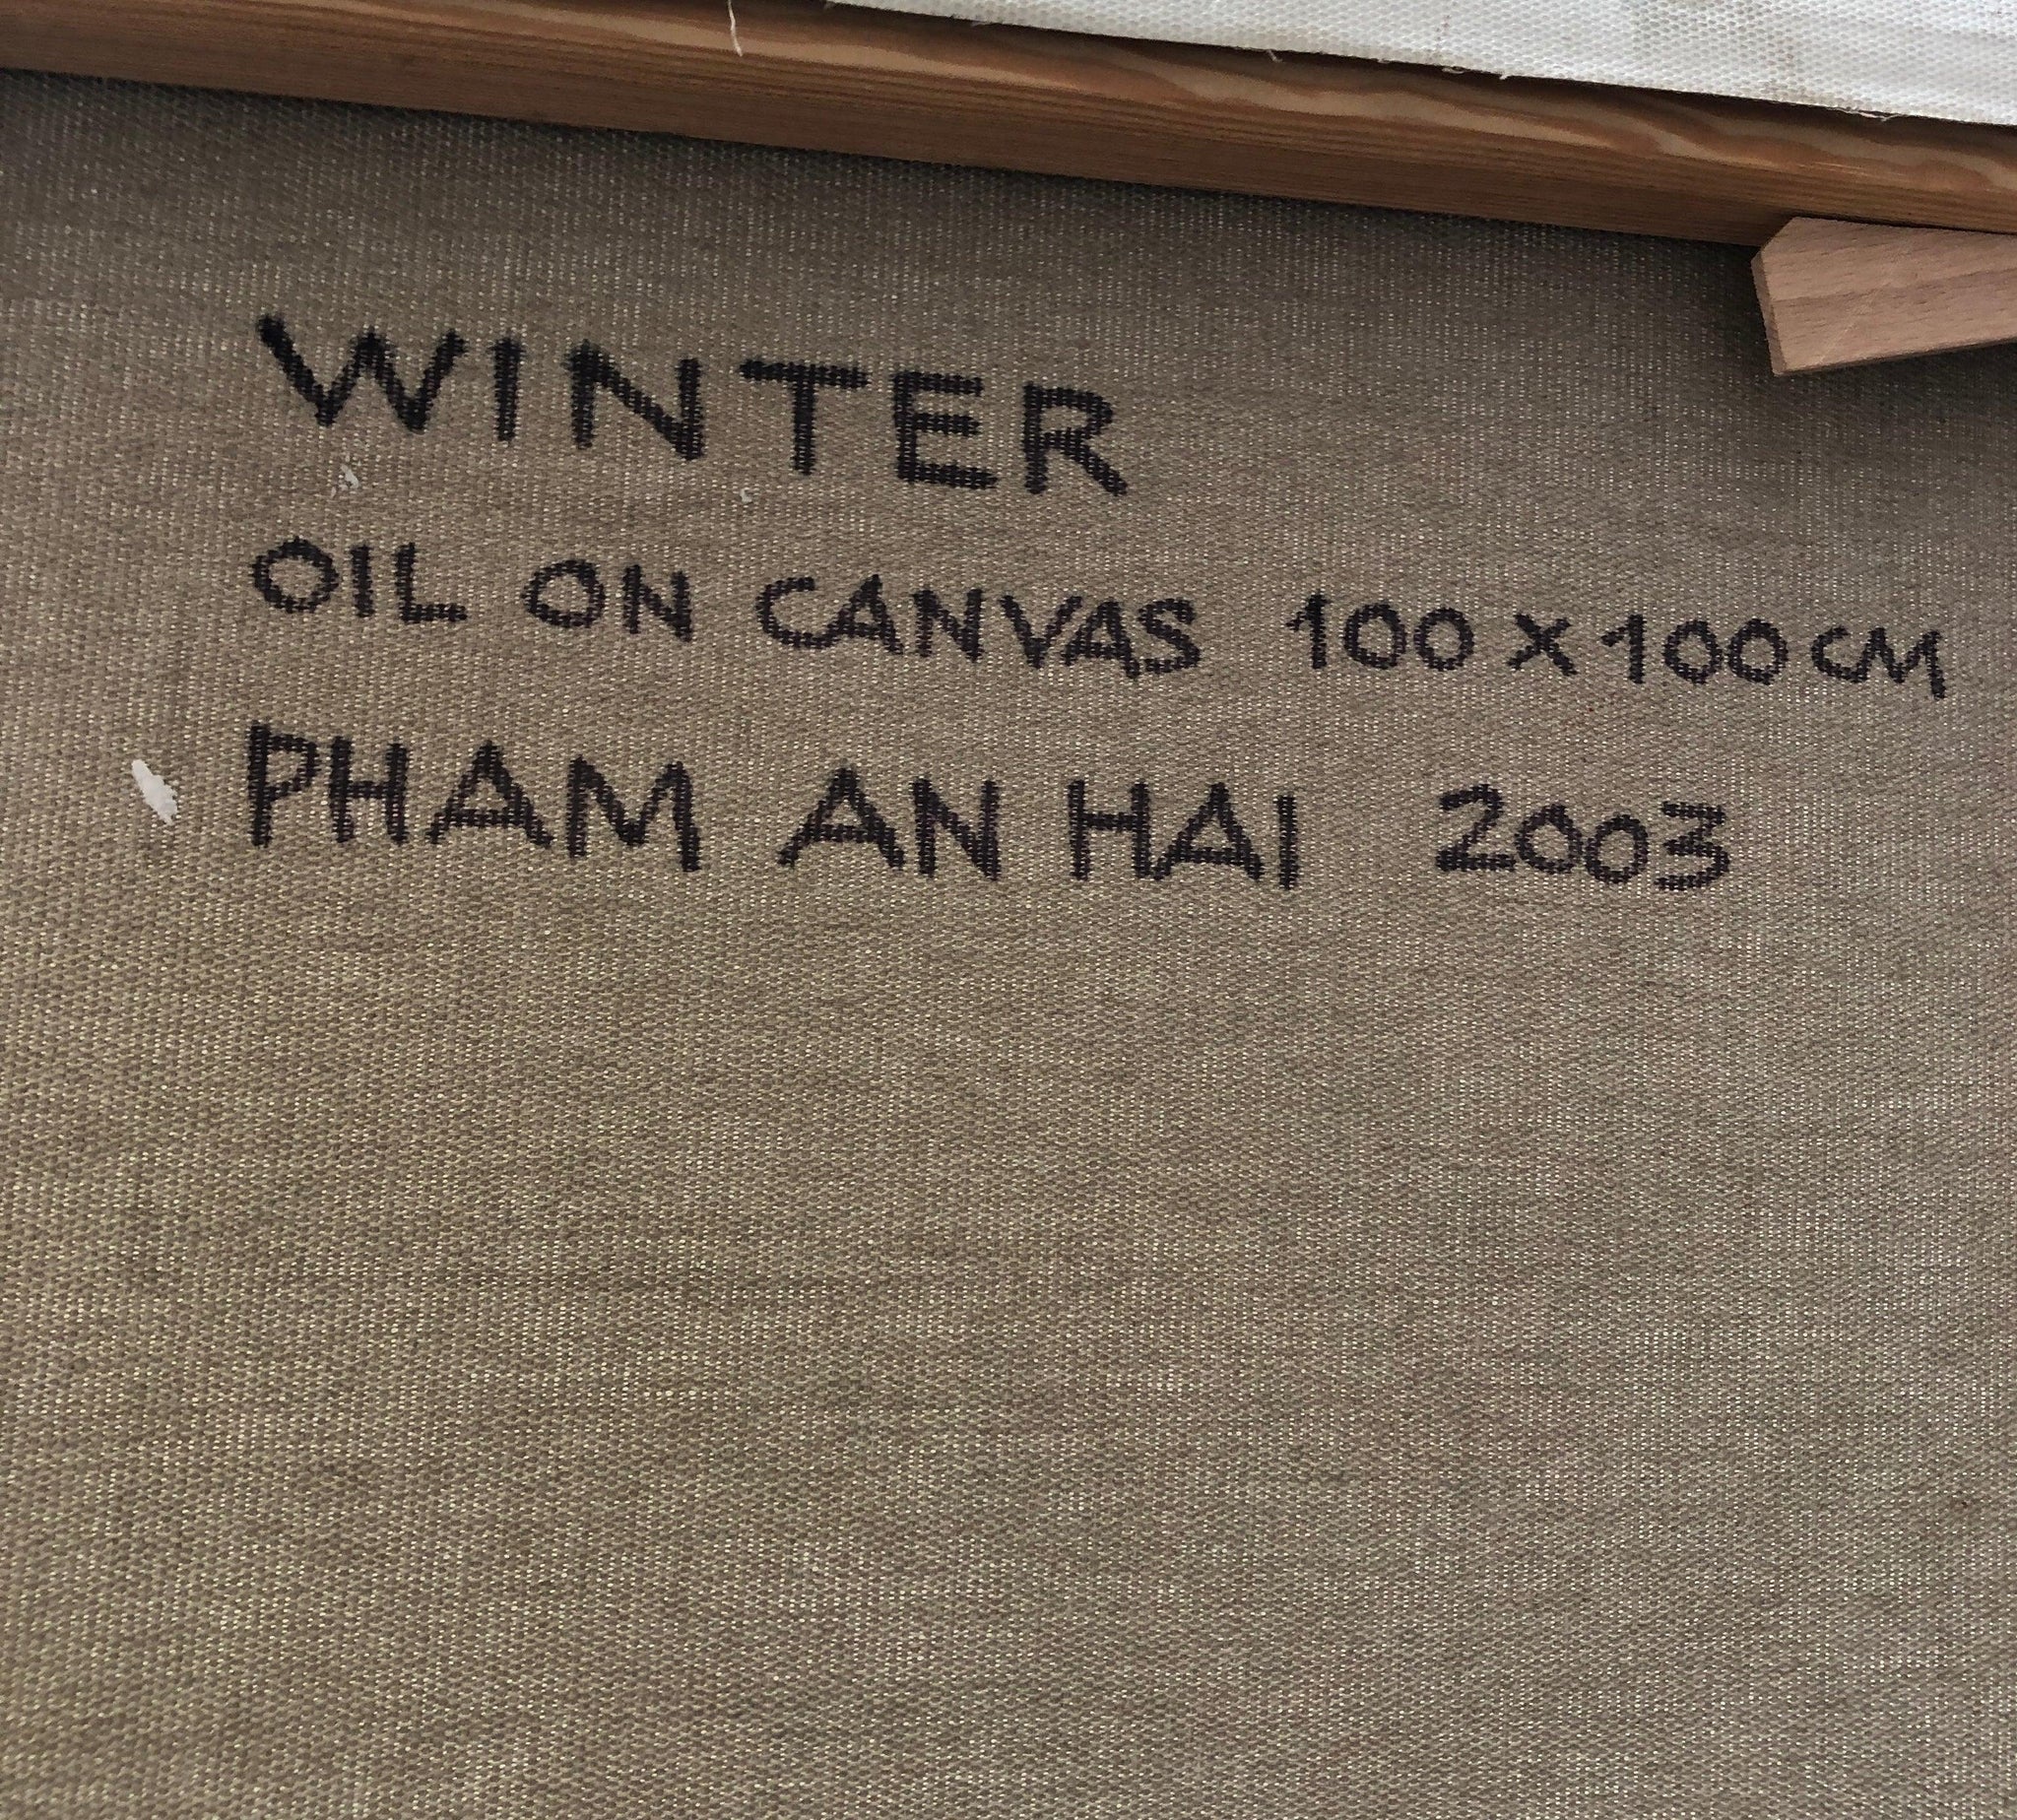 WINTER
OIL ON CANVAS 100 X 100 CM
PHAM AN HAI 2003